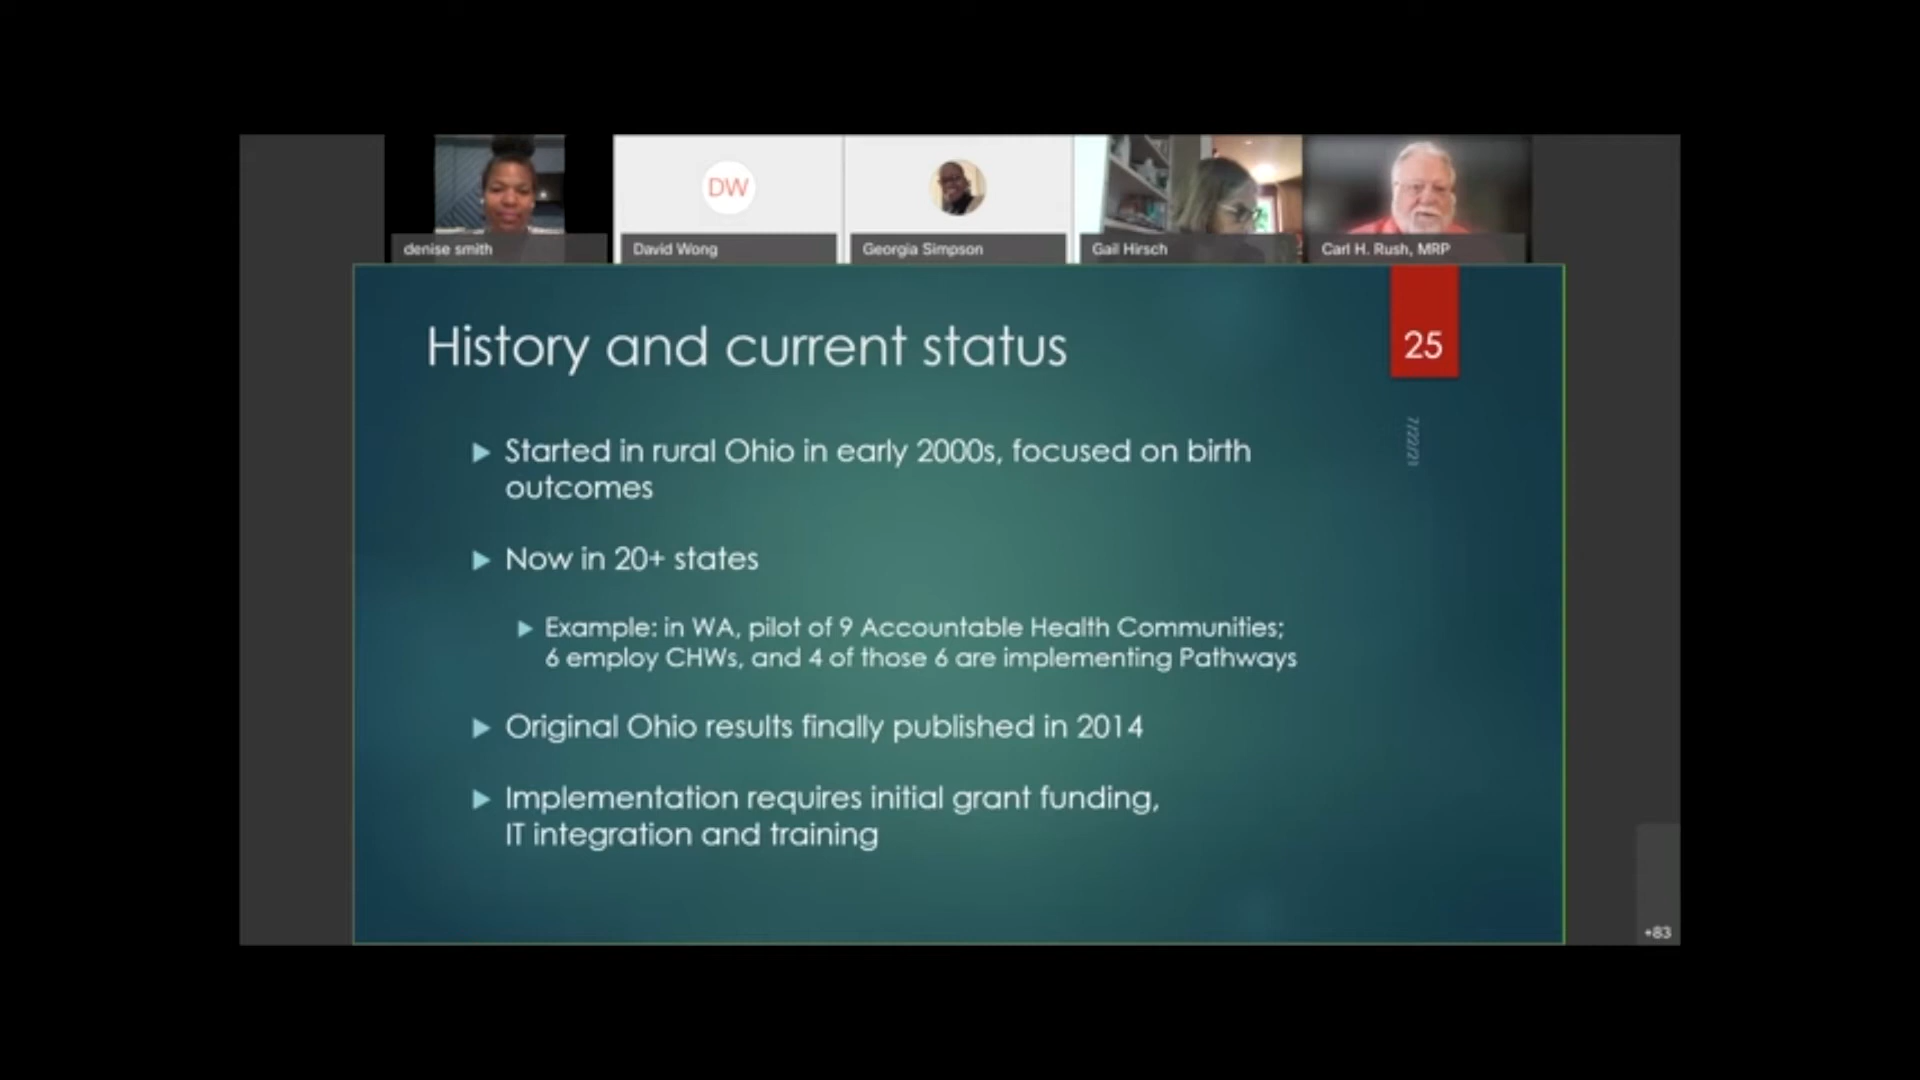 DW
denise smith
David Wong
Georgia Simpson
Gail Hirsch
Carl H. Rush, MRP
History and current status
25
7/22/21
Started in rural Ohio in early 2000s, focused on birth
outcomes
Now in 20+ states
Example: in WA, pilot of 9 Accountable Health Communities;
6 employ CHWs, and 4 of those 6 are implementing Pathways
Original Ohio results finally published in 2014
Implementation requires initial grant funding,
IT integration and training
+83